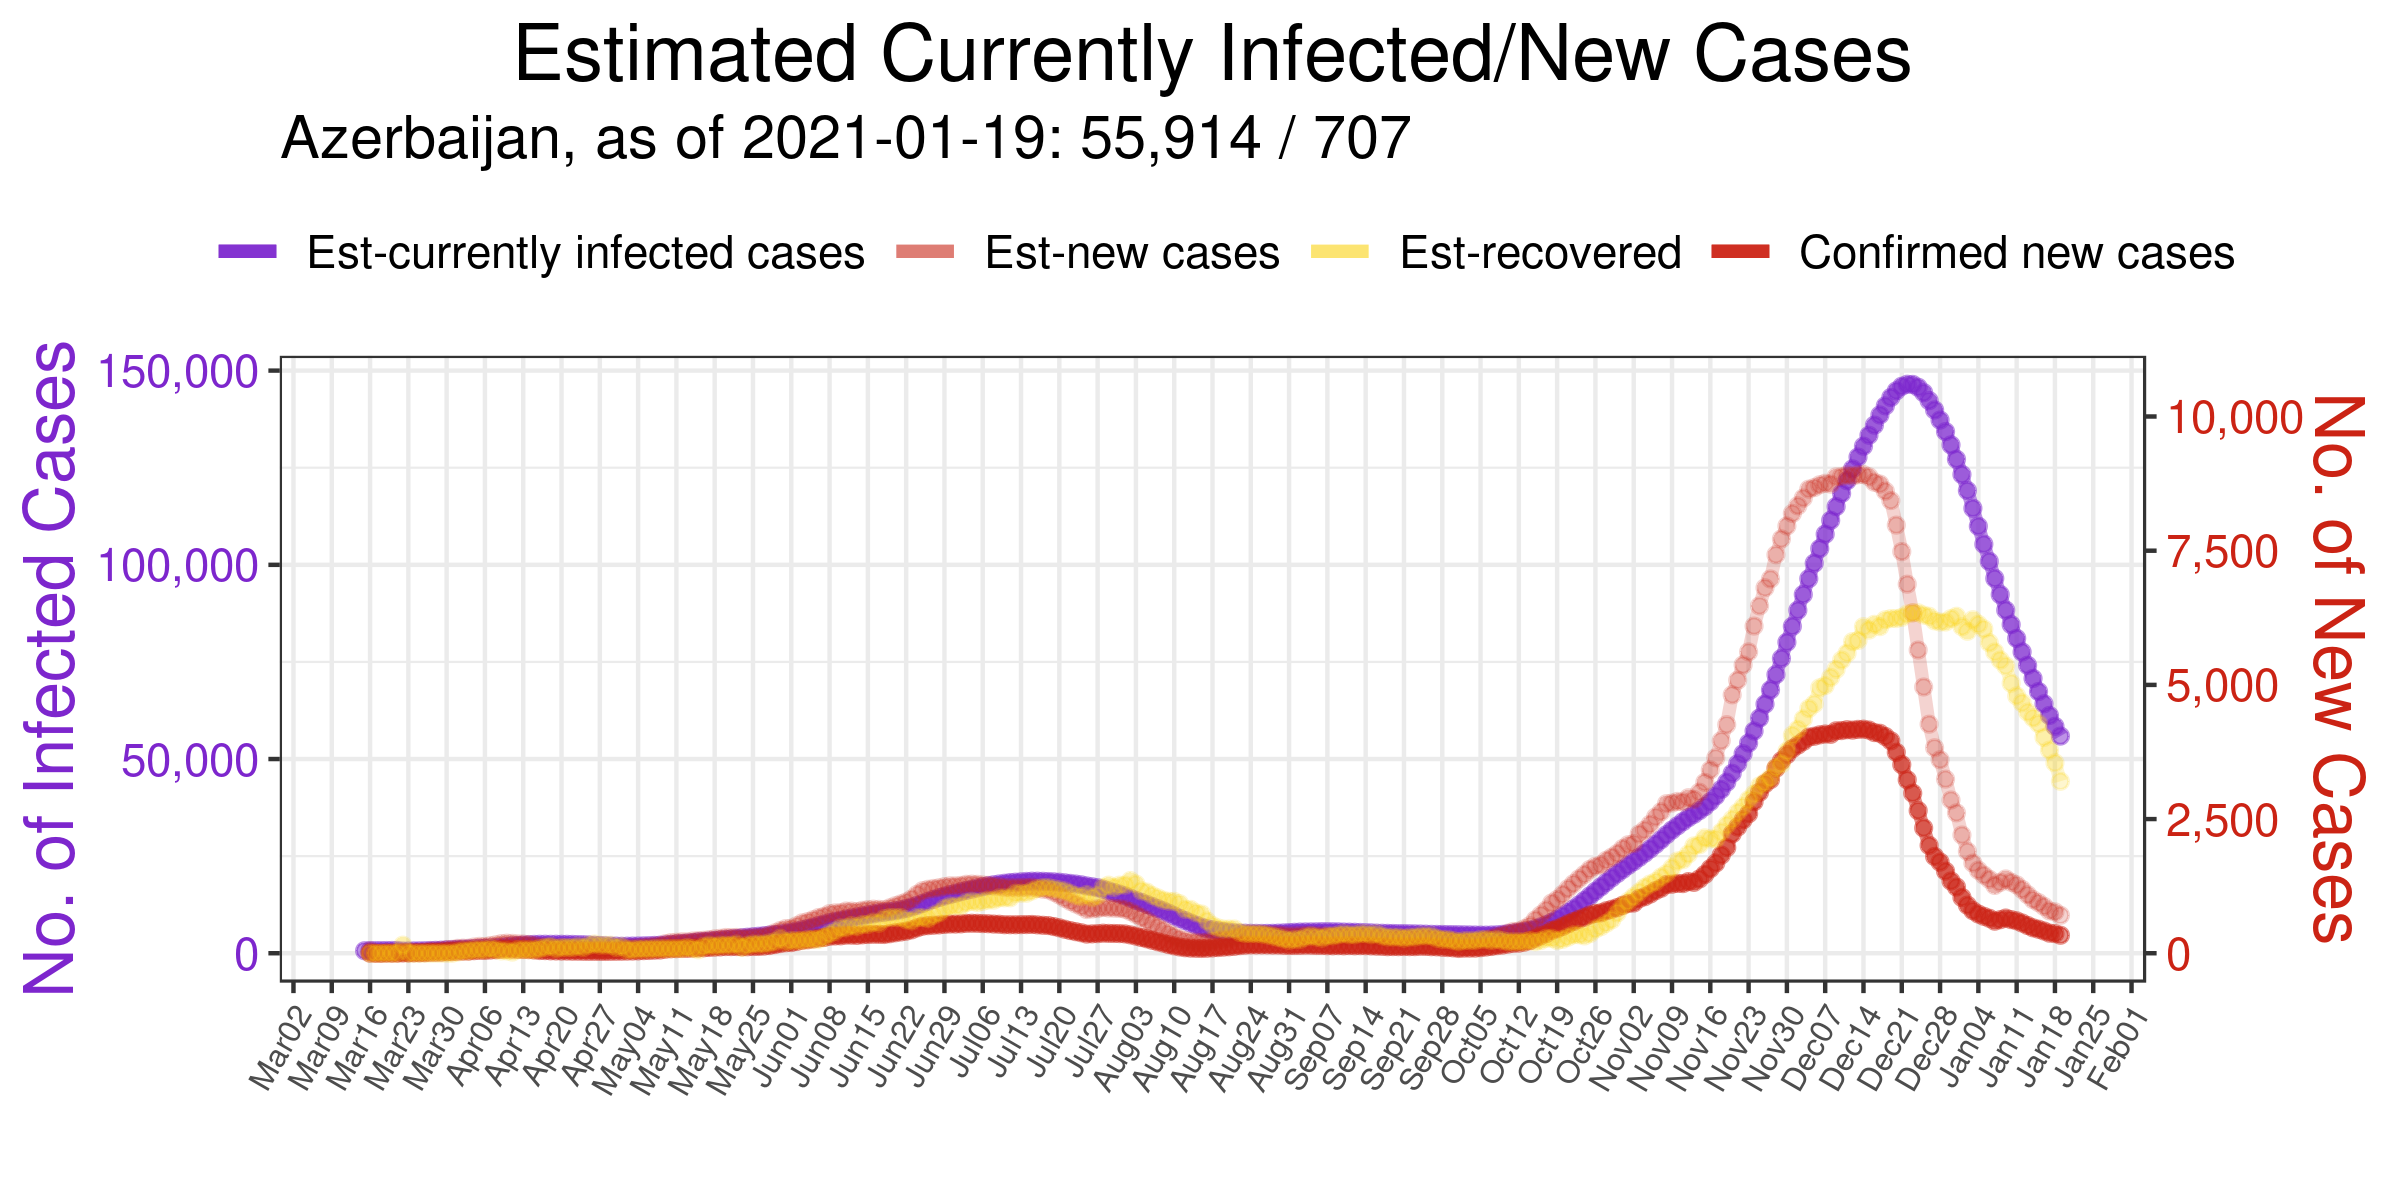 Estimated Currently Infected/New Cases
Azerbaijan, as of 2021-01-19: 55,914 / 707
Est-currently infected cases Est-new cases Est-recovered Confirmed new cases
No. of Infected Cases
150,000
100,000
50,000
0
10,000
7,500
5,000
2,500
0
No. of New Cases
Mar02 Mar09 Mar16 Mar23 Mar30 Apr06 Apr13 Apr20 Apr27 May04 May11 May18 May25 Jun01 Jun08 Jun15 Jun22 Jun29 Jul06 Jul13 Jul20 Jul27 Aug03 Aug10 Aug17 Aug24 Aug31 Sep07 Sep14 Sep21 Sep28 Oct05 Oct12 Oct19 Oct26 Nov02 Nov09 Nov16 Nov23 Nov30 Dec07 Dec14 Dec21 Dec28 Jan04 Jan11 Jan18 Jan25 Feb01